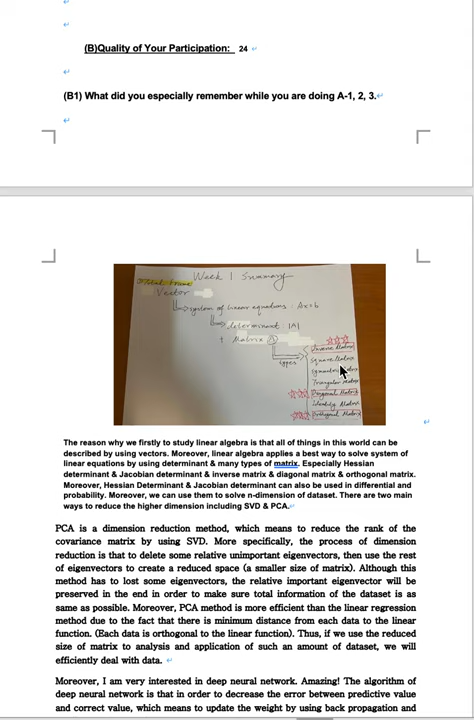 (B)Quality of Your Participation: 24
(B1) What did you especially remember while you are doing A-1, 2, 3.
Week 1 Summary
Vector
System of linear equations : Ax=b
determinant |A|
+ Matrix A
types
Inverse Matrix
Square Matrix
Symmetric Matrix
Triangular Matrix
Diagonal Matrix
Identity Matrix
Orthogonal Matrix
The reason why we firstly to study linear algebra is that all of things in this world can be
described by using vectors. Moreover, linear algebra applies a best way to solve system of
linear equations by using determinant & many types of matrix. Especially Hessian
determinant & Jacobian determinant & inverse matrix & diagonal matrix & orthogonal matrix.
Moreover, Hessian Determinant & Jacobian determinant can also be used in differential and
probability. Moreover, we can use them to solve n-dimension of dataset. There are two main
ways to reduce the higher dimension including SVD & PCA.
PCA is a dimension reduction method, which means to reduce the rank of the
covariance matrix by using SVD. More specifically, the process of dimension
reduction is that to delete some relative unimportant eigenvectors, then use the rest
of eigenvectors to create a reduced space (a smaller size of matrix). Although this
method has to lost some eigenvectors, the relative important eigenvector will be
preserved in the end in order to make sure total information of the dataset is as
same as possible. Moreover, PCA method is more efficient than the linear regression
method due to the fact that there is minimum distance from each data to the linear
function. (Each data is orthogonal to the linear function). Thus, if we use the reduced
size of matrix to analysis and application of such an amount of dataset, we will
efficiently deal with data.
Moreover, I am very interested in deep neural network. Amazing! The algorithm of
deep neural network is that in order to decrease the error between predictive value
and correct value, which means to update the weight by using back propagation and